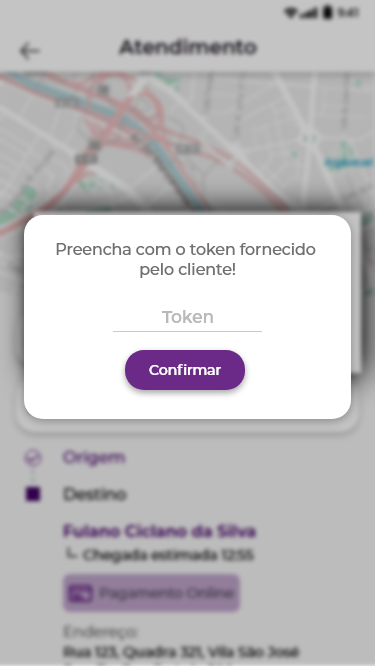 9:41
Atendimento
Preencha com o token fornecido
pelo cliente!
Token
Confirmar
Origem
Destino
Fulano Ciclano da Silva
Chegada estimada 12:55
Pagamento Online
Endereço:
Rua 123, Quadra 321, Vila São José